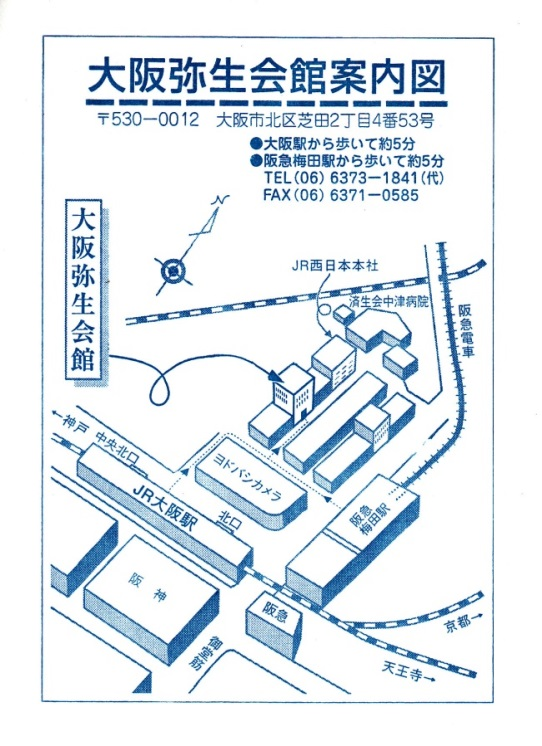 大阪弥生会館案内図
〒530−0012 大阪市北区芝田2丁目4番53号
●大阪駅から歩いて約5分
●阪急梅田駅から歩いて約5分
TEL(06) 6373−1841(代)
FAX(06) 6371−0585
N
大阪弥生会館
JR西日本本社
済生会中津病院
阪急電車
←神戸
中央北口
ヨドバシカメラ
JR大阪駅
北口
阪急
梅田駅
阪神
阪急
御堂筋
京都→
天王寺→